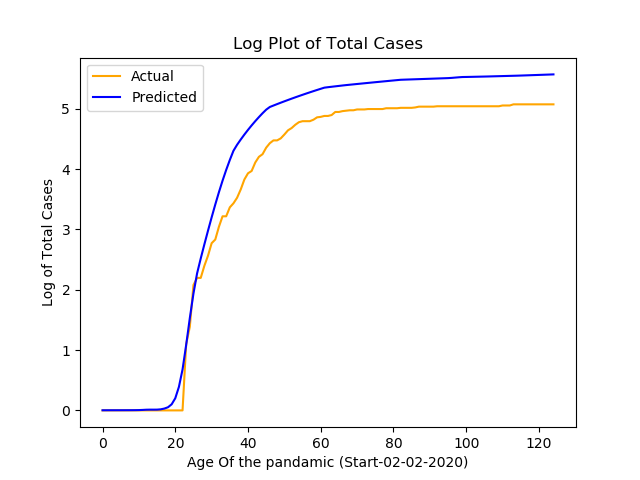 Log Plot of Total Cases
Actual
Predicted
Log of Total Cases
5
4
3
2
1
0
0 20 40 60 80 100 120
Age Of the pandamic (Start-02-02-2020)